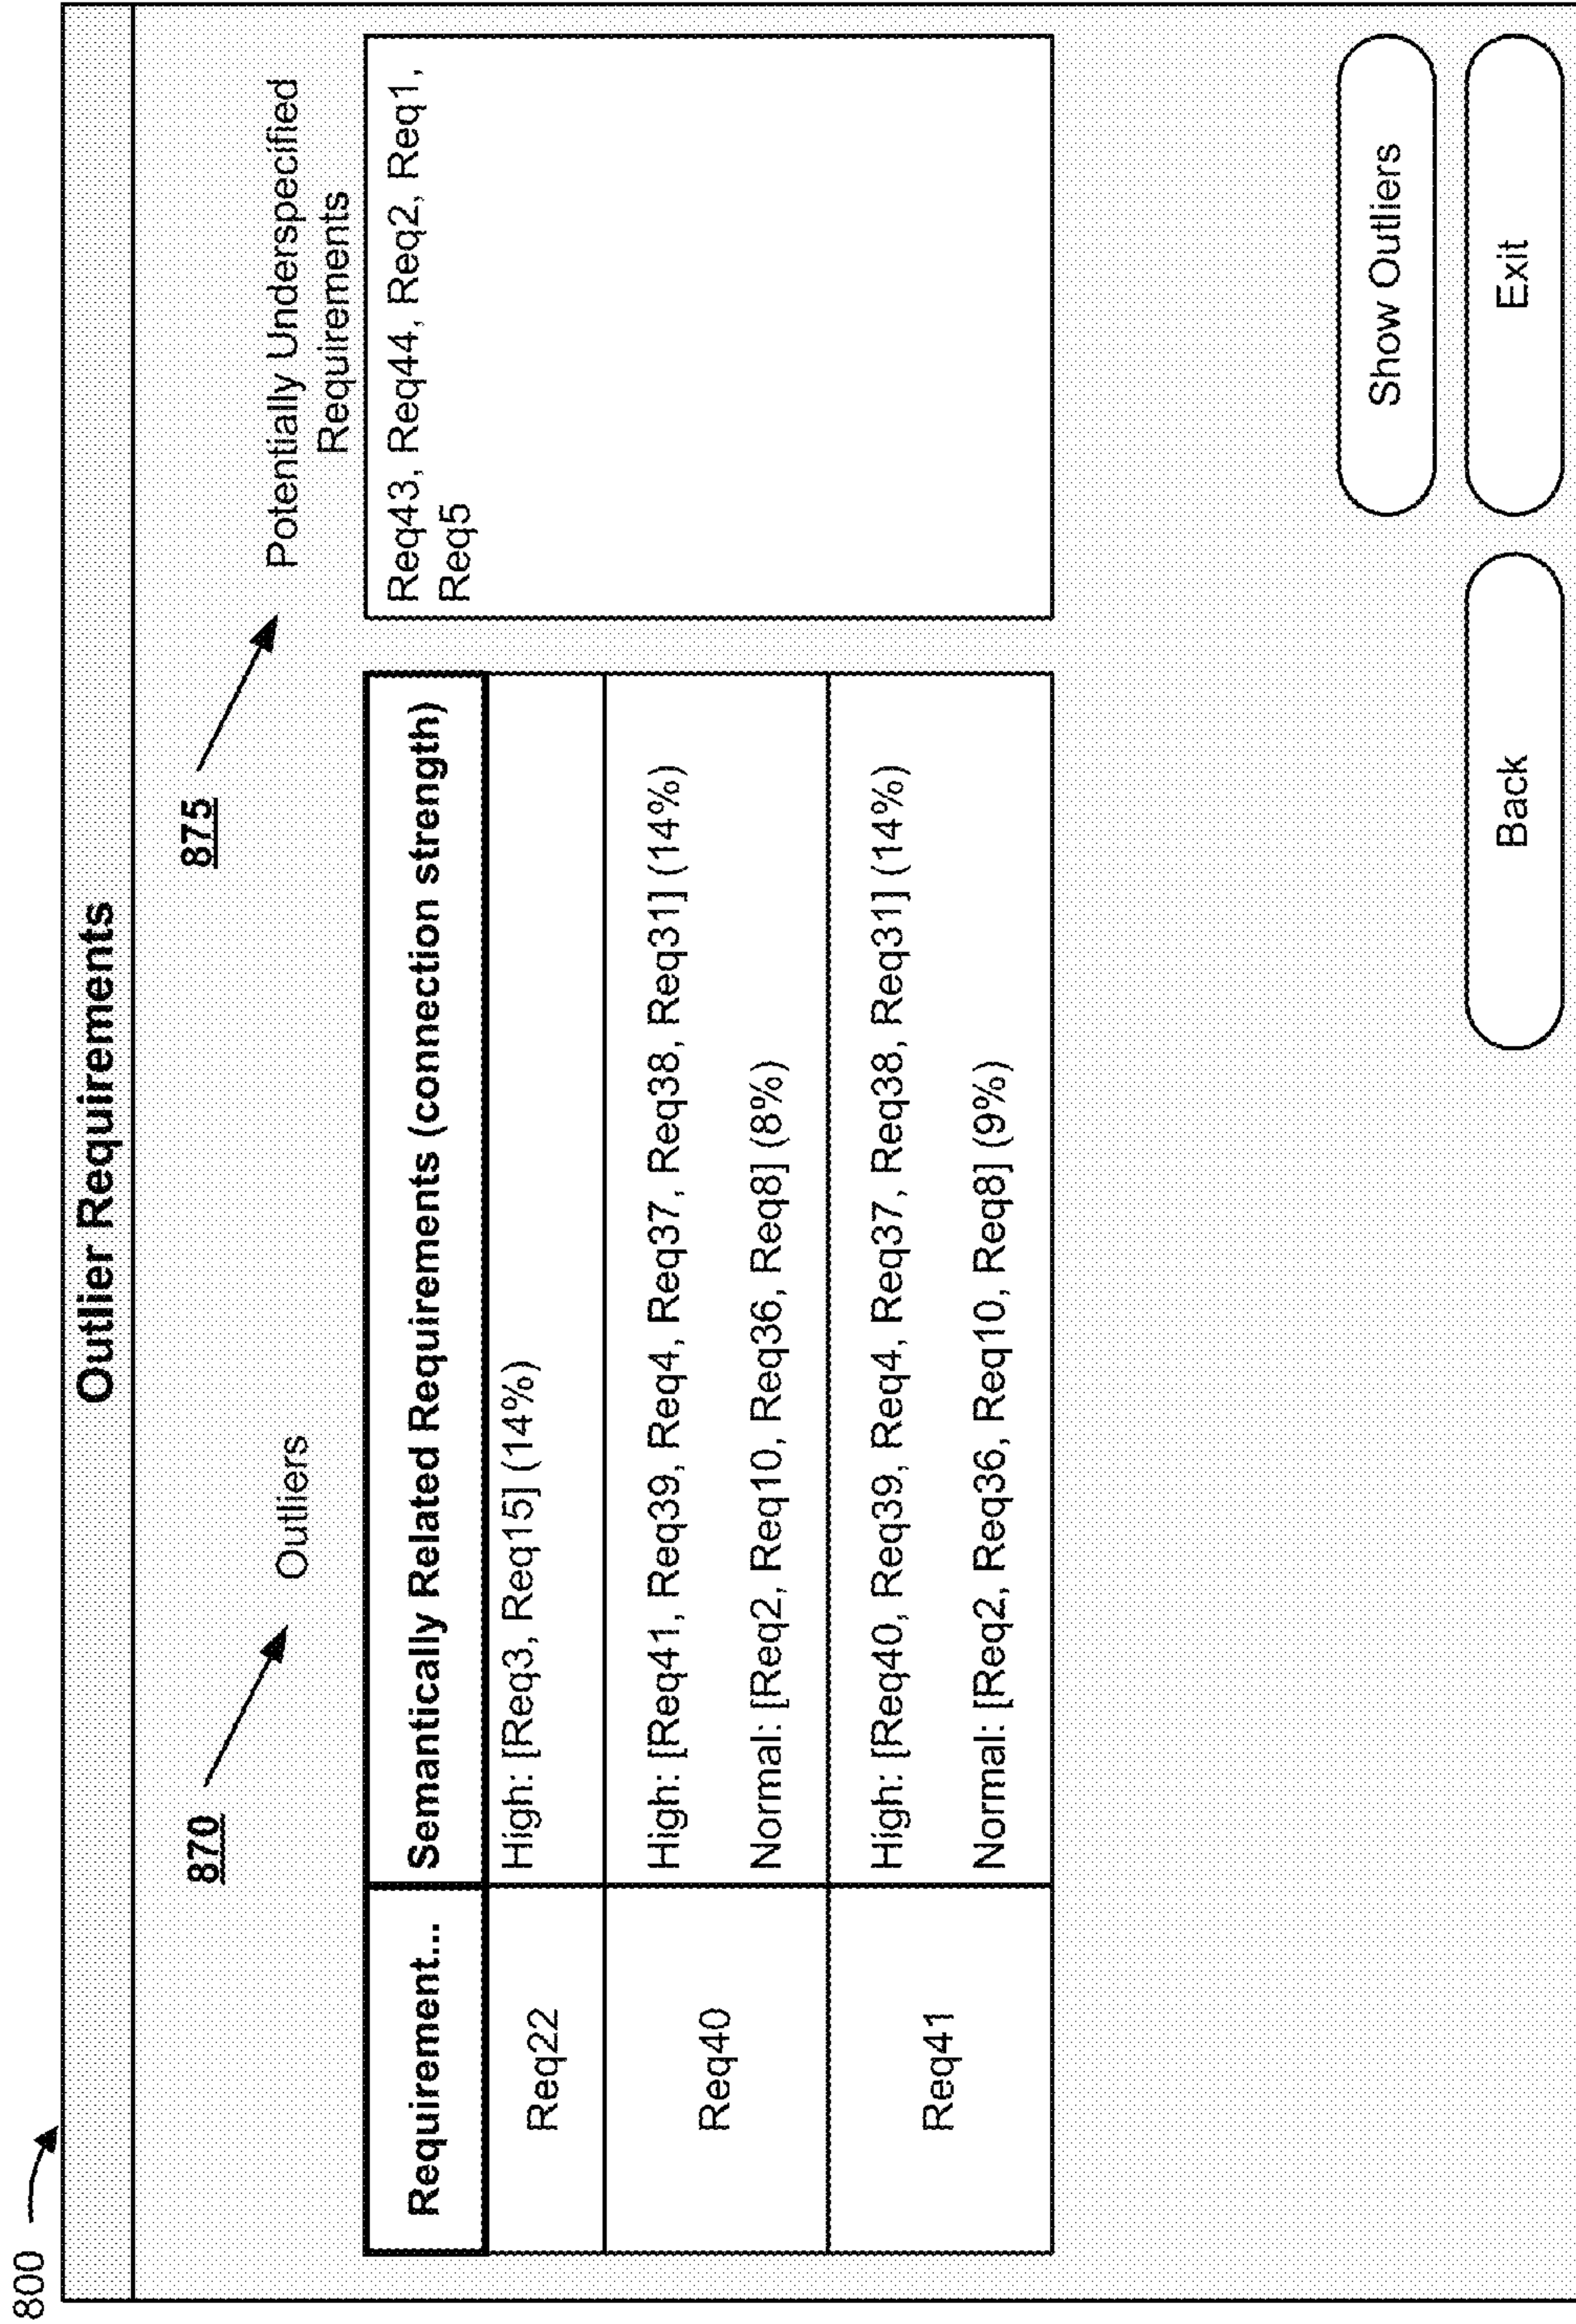 800
Outlier Requirements
870
Outliers
875
Potentially Underspecified
Requirements
Requirement...
Semantically Related Requirements (connection strength)
Req22
High: [Req3, Req15] (14%)
Req40
High: [Req41, Req39, Req4, Req37, Req38, Req31] (14%)
Normal: [Req2, Req10, Req36, Req8] (8%)
Req41
High: [Req40, Req39, Req4, Req37, Req38, Req31] (14%)
Normal: [Req2, Req36, Req10, Req8] (9%)
Req43, Req44, Req2, Req1,
Req5
Show Outliers
Back
Exit